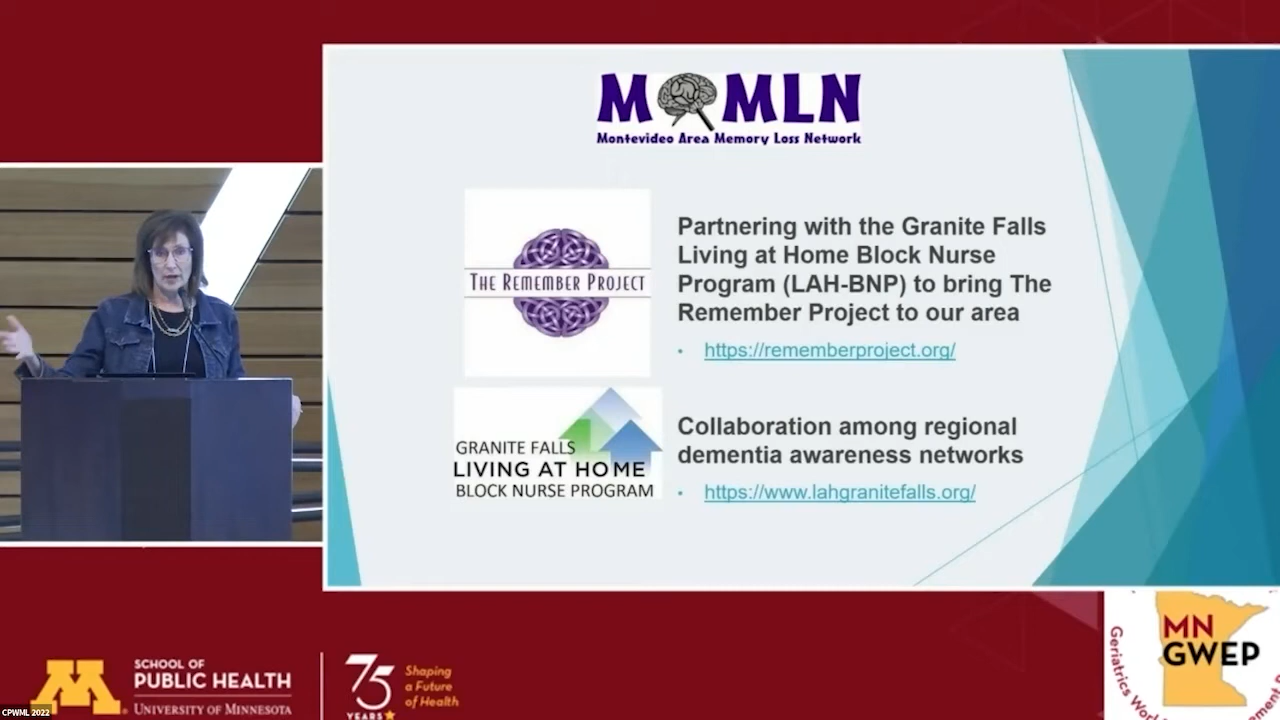 M MLN
Montevideo Area Memory Loss Network
THE REMEMBER PROJECT
Partnering with the Granite Falls
Living at Home Block Nurse
Program (LAH-BNP) to bring The
Remember Project to our area
• https://rememberproject.org/
GRANITE FALLS
LIVING AT HOME
BLOCK NURSE PROGRAM
Collaboration among regional
dementia awareness networks
• https://www.lahgranitefalls.org/
M
SCHOOL OF
PUBLIC HEALTH
UNIVERSITY OF MINNESOTA
75
YEARS
Shaping
a Future
of Health
MN
GWEP
Geriatrics
CPWML 2022